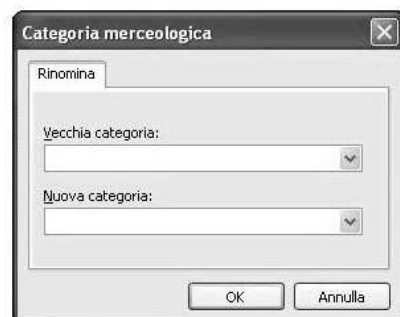 Categoria merceologica
Rinomina
Vecchia categoria:
Nuova categoria:
OK
Annulla